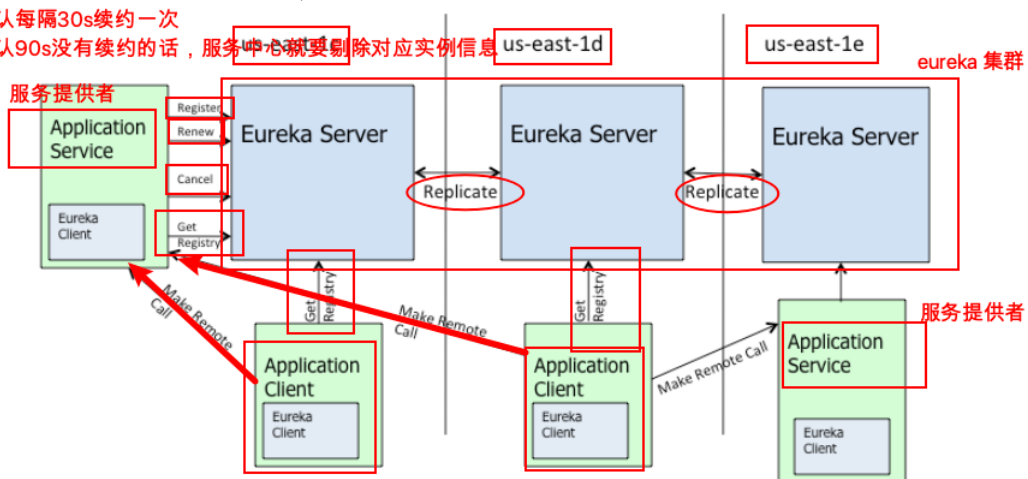 认每隔30s续约一次
认90s没有续约的话，服务中心就要剔除对应实例信息
us-east-1c
us-east-1d
us-east-1e
eureka 集群
服务提供者
Application
Service
Eureka
Client
Register
Renew
Cancel
Get
Registry
Eureka Server
Replicate
Eureka Server
Replicate
Eureka Server
Make Remote
Call
Get
Registry
Make Remote
Call
Get
Registry
Make Remote Call
服务提供者
Application
Client
Eureka
Client
Application
Client
Eureka
Client
Application
Service
Eureka
Client